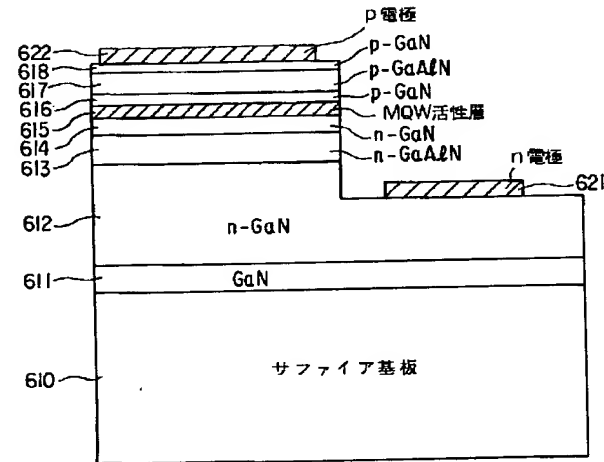 p電極
622
p-GaN
618
p-GaAlN
617
p-GaN
616
MQW活性層
615
n-GaN
614
n-GaAlN
613
n電極
621
612
n-GaN
611
GaN
610
サファイア基板